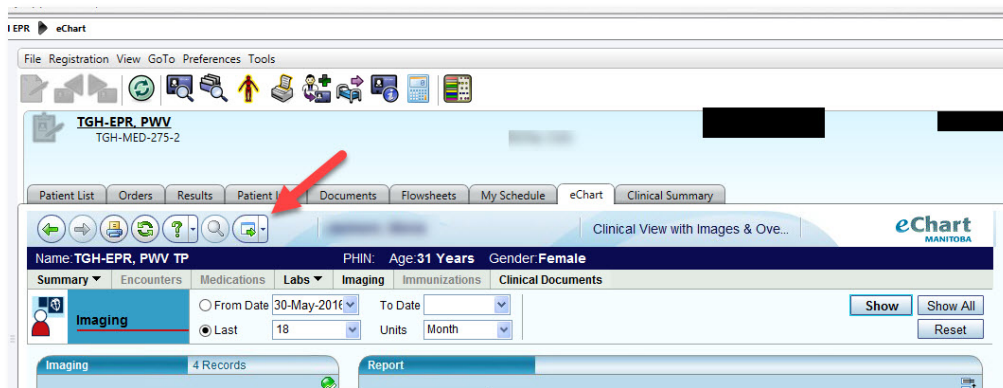 I EPR eChart
File Registration View GoTo Preferences Tools
TGH-EPR, PWV
TGH-MED-275-2
Patient List Orders Results Patient Documents Flowsheets My Schedule eChart Clinical Summary
Clinical View with Images & Ove... eChart
MANITOBA
Name:TGH-EPR, PWV TP PHIN: Age:31 Years Gender:Female
Summary Encounters Medications Labs Imaging Immunizations Clinical Documents
Imaging From Date 30-May-2016 To Date Show Show All
Last 18 Units Month Reset
Imaging 4 Records Report